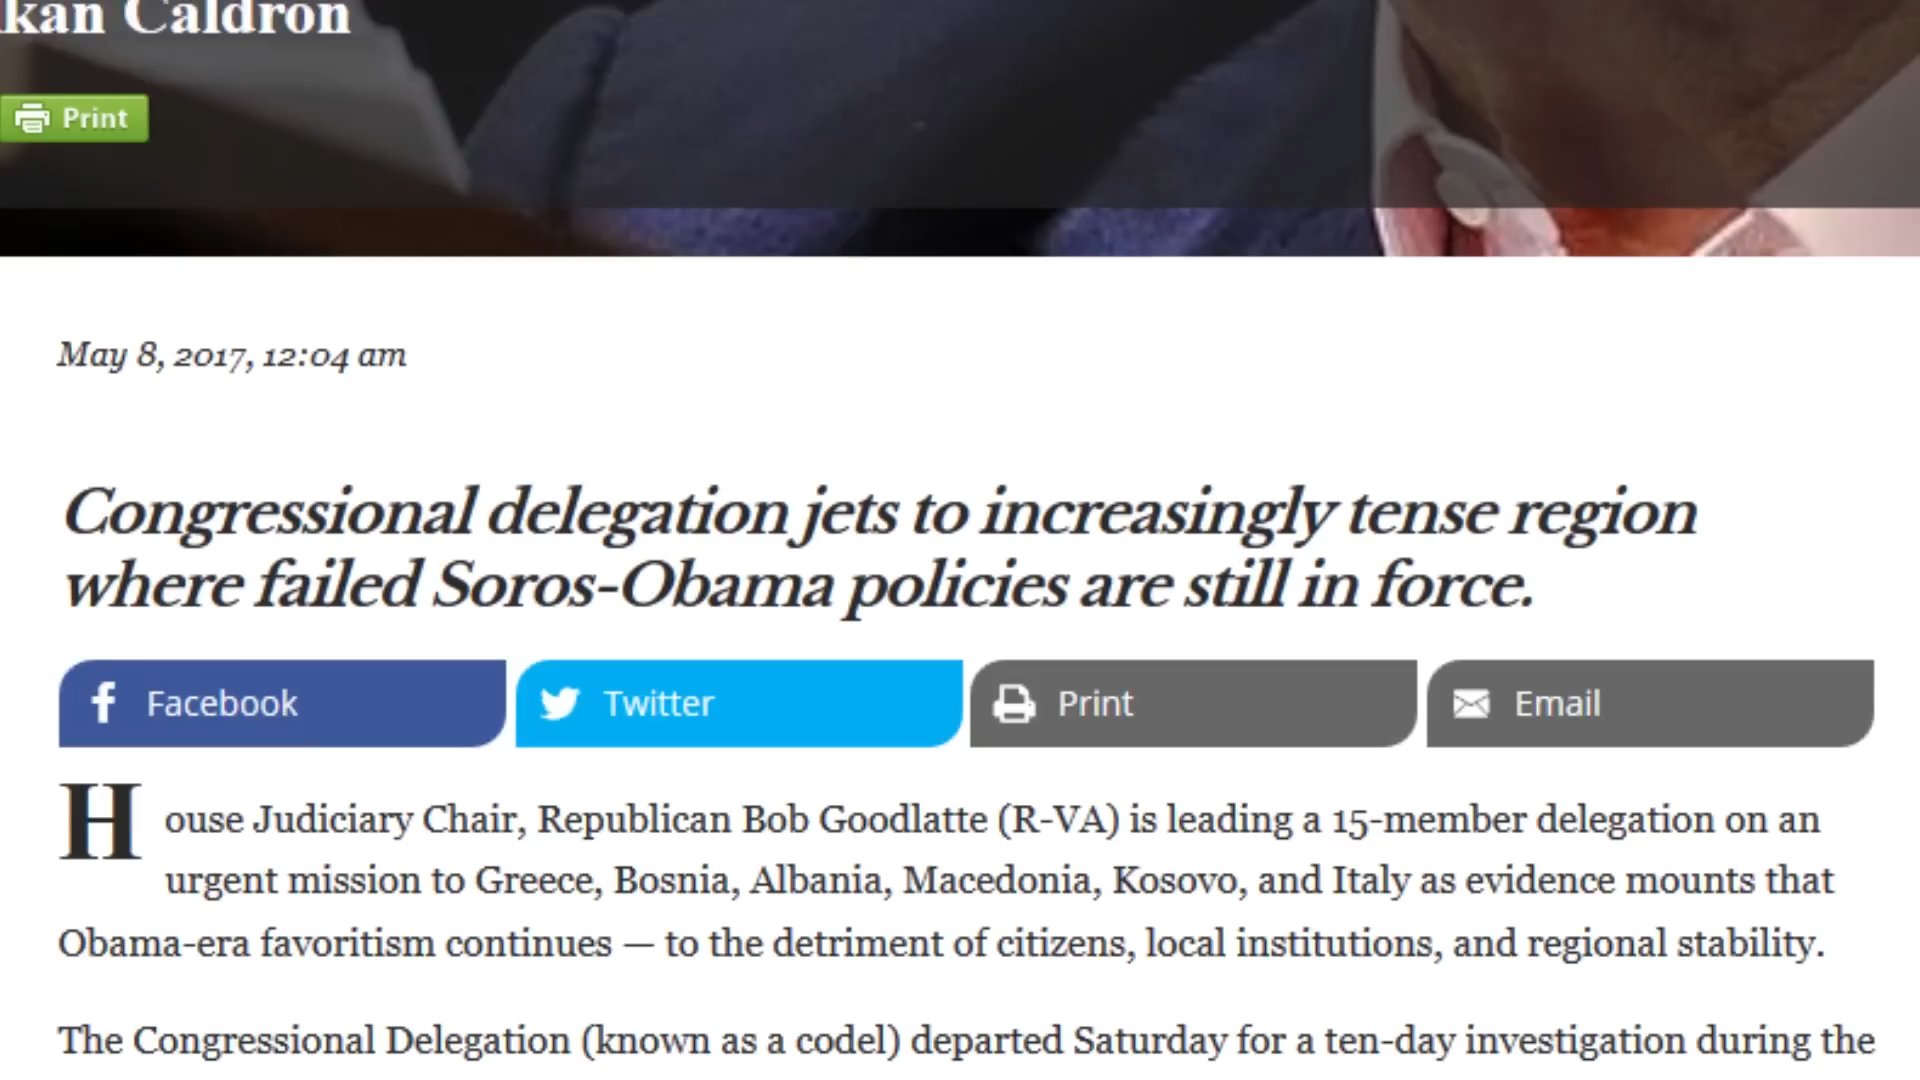 Caldron
Print
May 8, 2017, 12:04 am
Congressional delegation jets to increasingly tense region
where failed Soros-Obama policies are still in force.
Facebook Twitter Print Email
House Judiciary Chair, Republican Bob Goodlatte (R-VA) is leading a 15-member delegation on an
urgent mission to Greece, Bosnia, Albania, Macedonia, Kosovo, and Italy as evidence mounts that
Obama-era favoritism continues — to the detriment of citizens, local institutions, and regional stability.
The Congressional Delegation (known as a codel) departed Saturday for a ten-day investigation during the